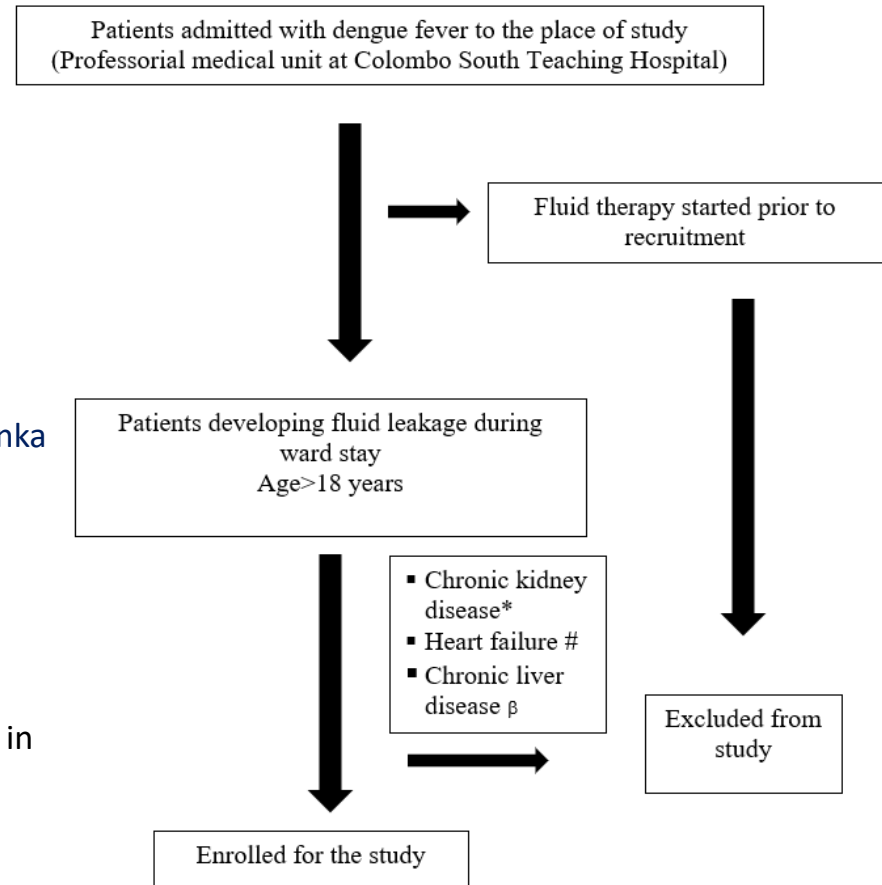 Patients admitted with dengue fever to the place of study
(Professorial medical unit at Colombo South Teaching Hospital)
Fluid therapy started prior to
recruitment
nka
Patients developing fluid leakage during
ward stay
Age>18 years
▪ Chronic kidney
disease*
▪ Heart failure #
▪ Chronic liver
disease β
in
Excluded from
study
Enrolled for the study